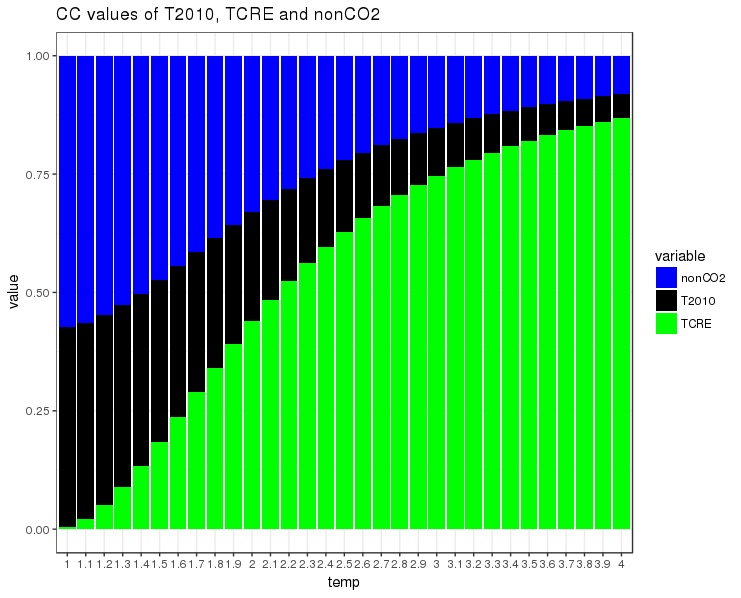 CC values of T2010, TCRE and nonCO2
1.00
0.75
0.50
0.25
0.00
value
1 1.1 1.2 1.3 1.4 1.5 1.6 1.7 1.8 1.9 2 2.1 2.2 2.3 2.4 2.5 2.6 2.7 2.8 2.9 3 3.1 3.2 3.3 3.4 3.5 3.6 3.7 3.8 3.9 4
temp
variable
nonCO2
T2010
TCRE